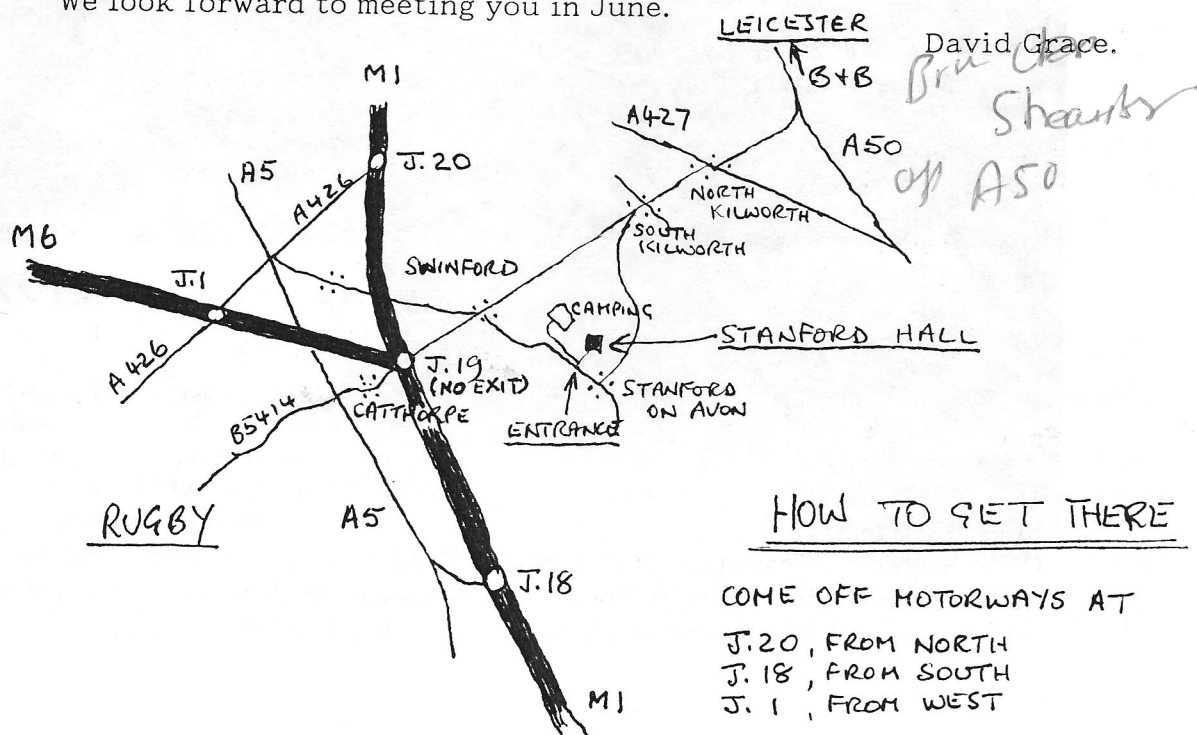 We look forward to meeting you in June.
David Grace.
LEICESTER
B+B
off A50
M1
A427
A50
J.20
A5
A426
NORTH
KILWORTH
SOUTH
KILWORTH
M6
J.1
SWINFORD
CAMPING
STANFORD HALL
A426
J.19
(NO EXIT)
STANFORD
ON AVON
CATTHORPE
B5414
ENTRANCE
RUGBY
A5
J.18
M1
HOW TO GET THERE
COME OFF MOTORWAYS AT
J.20, FROM NORTH
J.18, FROM SOUTH
J.1, FROM WEST